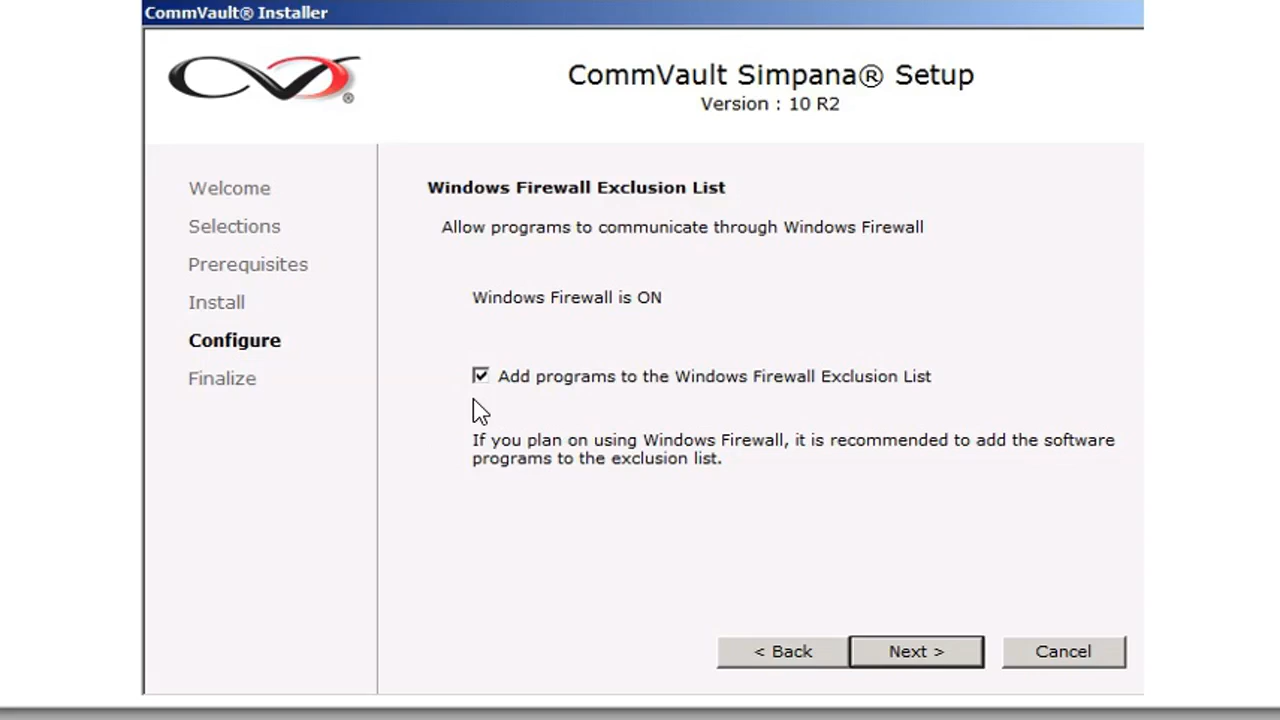 CommVault® Installer
CommVault Simpana® Setup
Version : 10 R2
®
Welcome
Selections
Prerequisites
Install
Configure
Finalize
Windows Firewall Exclusion List
Allow programs to communicate through Windows Firewall
Windows Firewall is ON
Add programs to the Windows Firewall Exclusion List
If you plan on using Windows Firewall, it is recommended to add the software
programs to the exclusion list.
< Back
Next >
Cancel